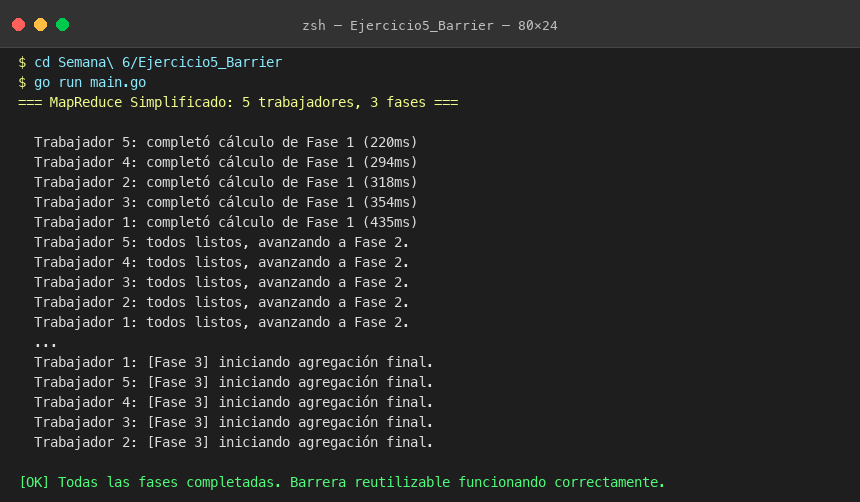 zsh — Ejercicio5_Barrier — 80×24
$ cd Semana\ 6/Ejercicio5_Barrier
$ go run main.go
=== MapReduce Simplificado: 5 trabajadores, 3 fases ===
Trabajador 5: completó cálculo de Fase 1 (220ms)
Trabajador 4: completó cálculo de Fase 1 (294ms)
Trabajador 2: completó cálculo de Fase 1 (318ms)
Trabajador 3: completó cálculo de Fase 1 (354ms)
Trabajador 1: completó cálculo de Fase 1 (435ms)
Trabajador 5: todos listos, avanzando a Fase 2.
Trabajador 4: todos listos, avanzando a Fase 2.
Trabajador 3: todos listos, avanzando a Fase 2.
Trabajador 2: todos listos, avanzando a Fase 2.
Trabajador 1: todos listos, avanzando a Fase 2.
...
Trabajador 1: [Fase 3] iniciando agregación final.
Trabajador 5: [Fase 3] iniciando agregación final.
Trabajador 4: [Fase 3] iniciando agregación final.
Trabajador 3: [Fase 3] iniciando agregación final.
Trabajador 2: [Fase 3] iniciando agregación final.
[OK] Todas las fases completadas. Barrera reutilizable funcionando correctamente.